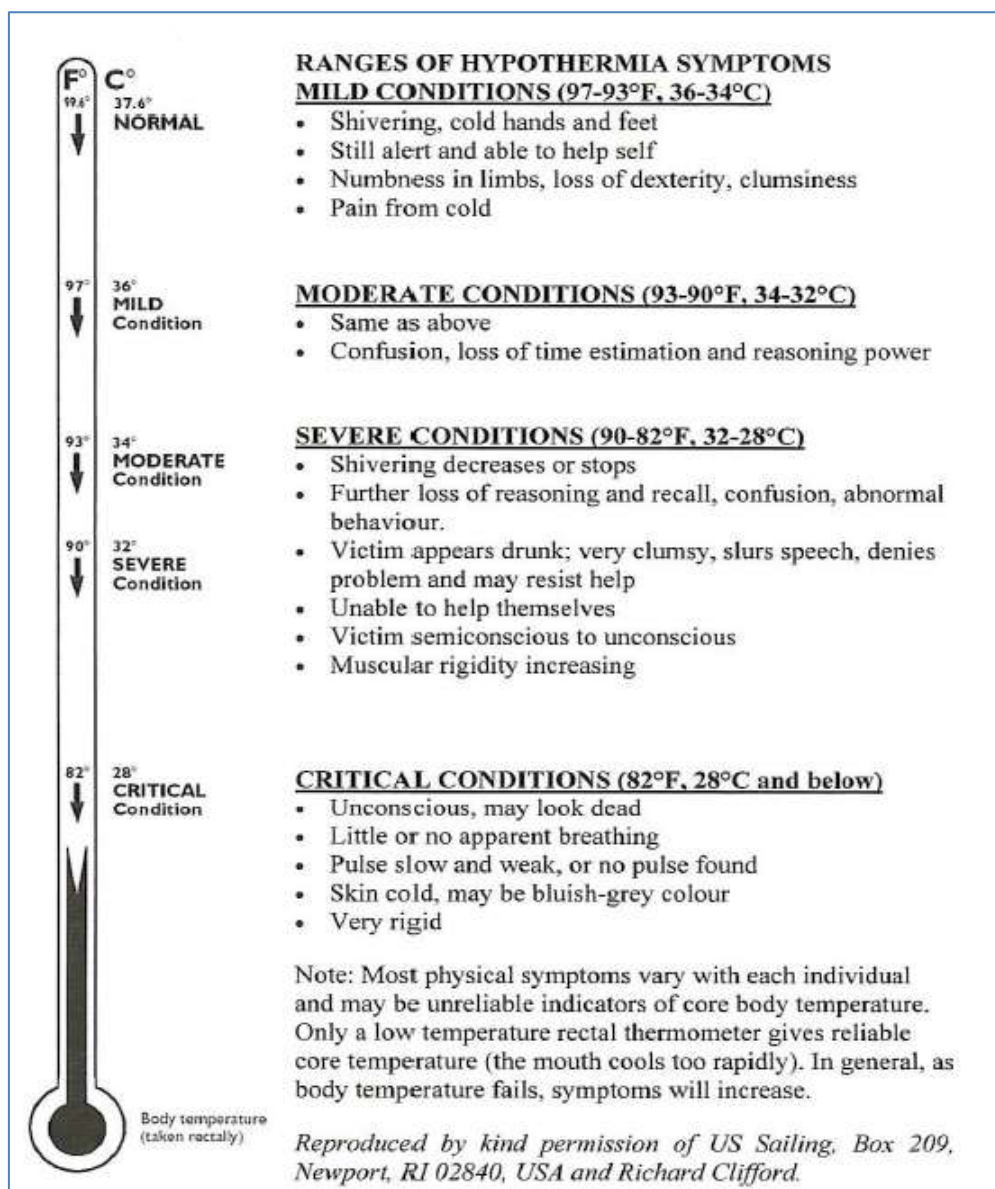 F° C°
99.6° 37.6°
NORMAL
97° 36°
MILD
Condition
93° 34°
MODERATE
Condition
90° 32°
SEVERE
Condition
82° 28°
CRITICAL
Condition
Body temperature
(taken rectally)
RANGES OF HYPOTHERMIA SYMPTOMS
MILD CONDITIONS (97-93°F, 36-34°C)
• Shivering, cold hands and feet
• Still alert and able to help self
• Numbness in limbs, loss of dexterity, clumsiness
• Pain from cold
MODERATE CONDITIONS (93-90°F, 34-32°C)
• Same as above
• Confusion, loss of time estimation and reasoning power
SEVERE CONDITIONS (90-82°F, 32-28°C)
• Shivering decreases or stops
• Further loss of reasoning and recall, confusion, abnormal
behaviour.
• Victim appears drunk; very clumsy, slurs speech, denies
problem and may resist help
• Unable to help themselves
• Victim semiconscious to unconscious
• Muscular rigidity increasing
CRITICAL CONDITIONS (82°F, 28°C and below)
• Unconscious, may look dead
• Little or no apparent breathing
• Pulse slow and weak, or no pulse found
• Skin cold, may be bluish-grey colour
• Very rigid
Note: Most physical symptoms vary with each individual
and may be unreliable indicators of core body temperature.
Only a low temperature rectal thermometer gives reliable
core temperature (the mouth cools too rapidly). In general, as
body temperature fails, symptoms will increase.
Reproduced by kind permission of US Sailing, Box 209,
Newport, RI 02840, USA and Richard Clifford.